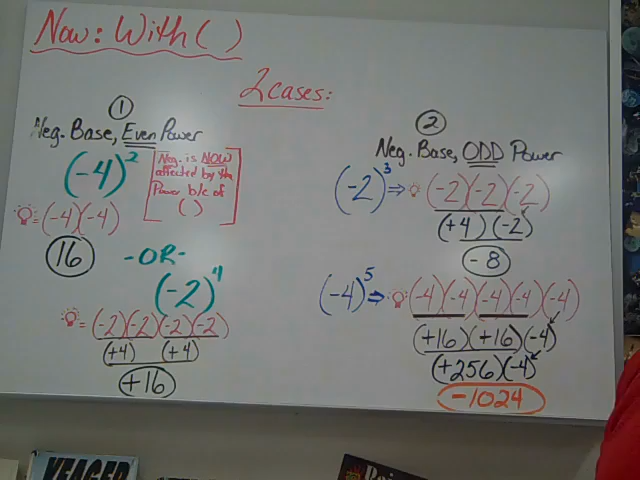 Now: With ( )
2 cases:
①
Neg. Base, Even Power
(-4)²
Neg. is NOW
affected by the
Power b/c of
( )
=(-4)(-4)
16
-OR-
(-2)⁴
=(-2)(-2)(-2)(-2)
(+4) (+4)
+16
②
Neg. Base, ODD Power
(-2)³ ⇒ (-2)(-2)(-2)
(+4)(-2)
-8
(-4)⁵ ⇒ (-4)(-4)(-4)(-4)(-4)
(+16)(+16)(-4)
(+256)(-4)
-1024
YEAGER